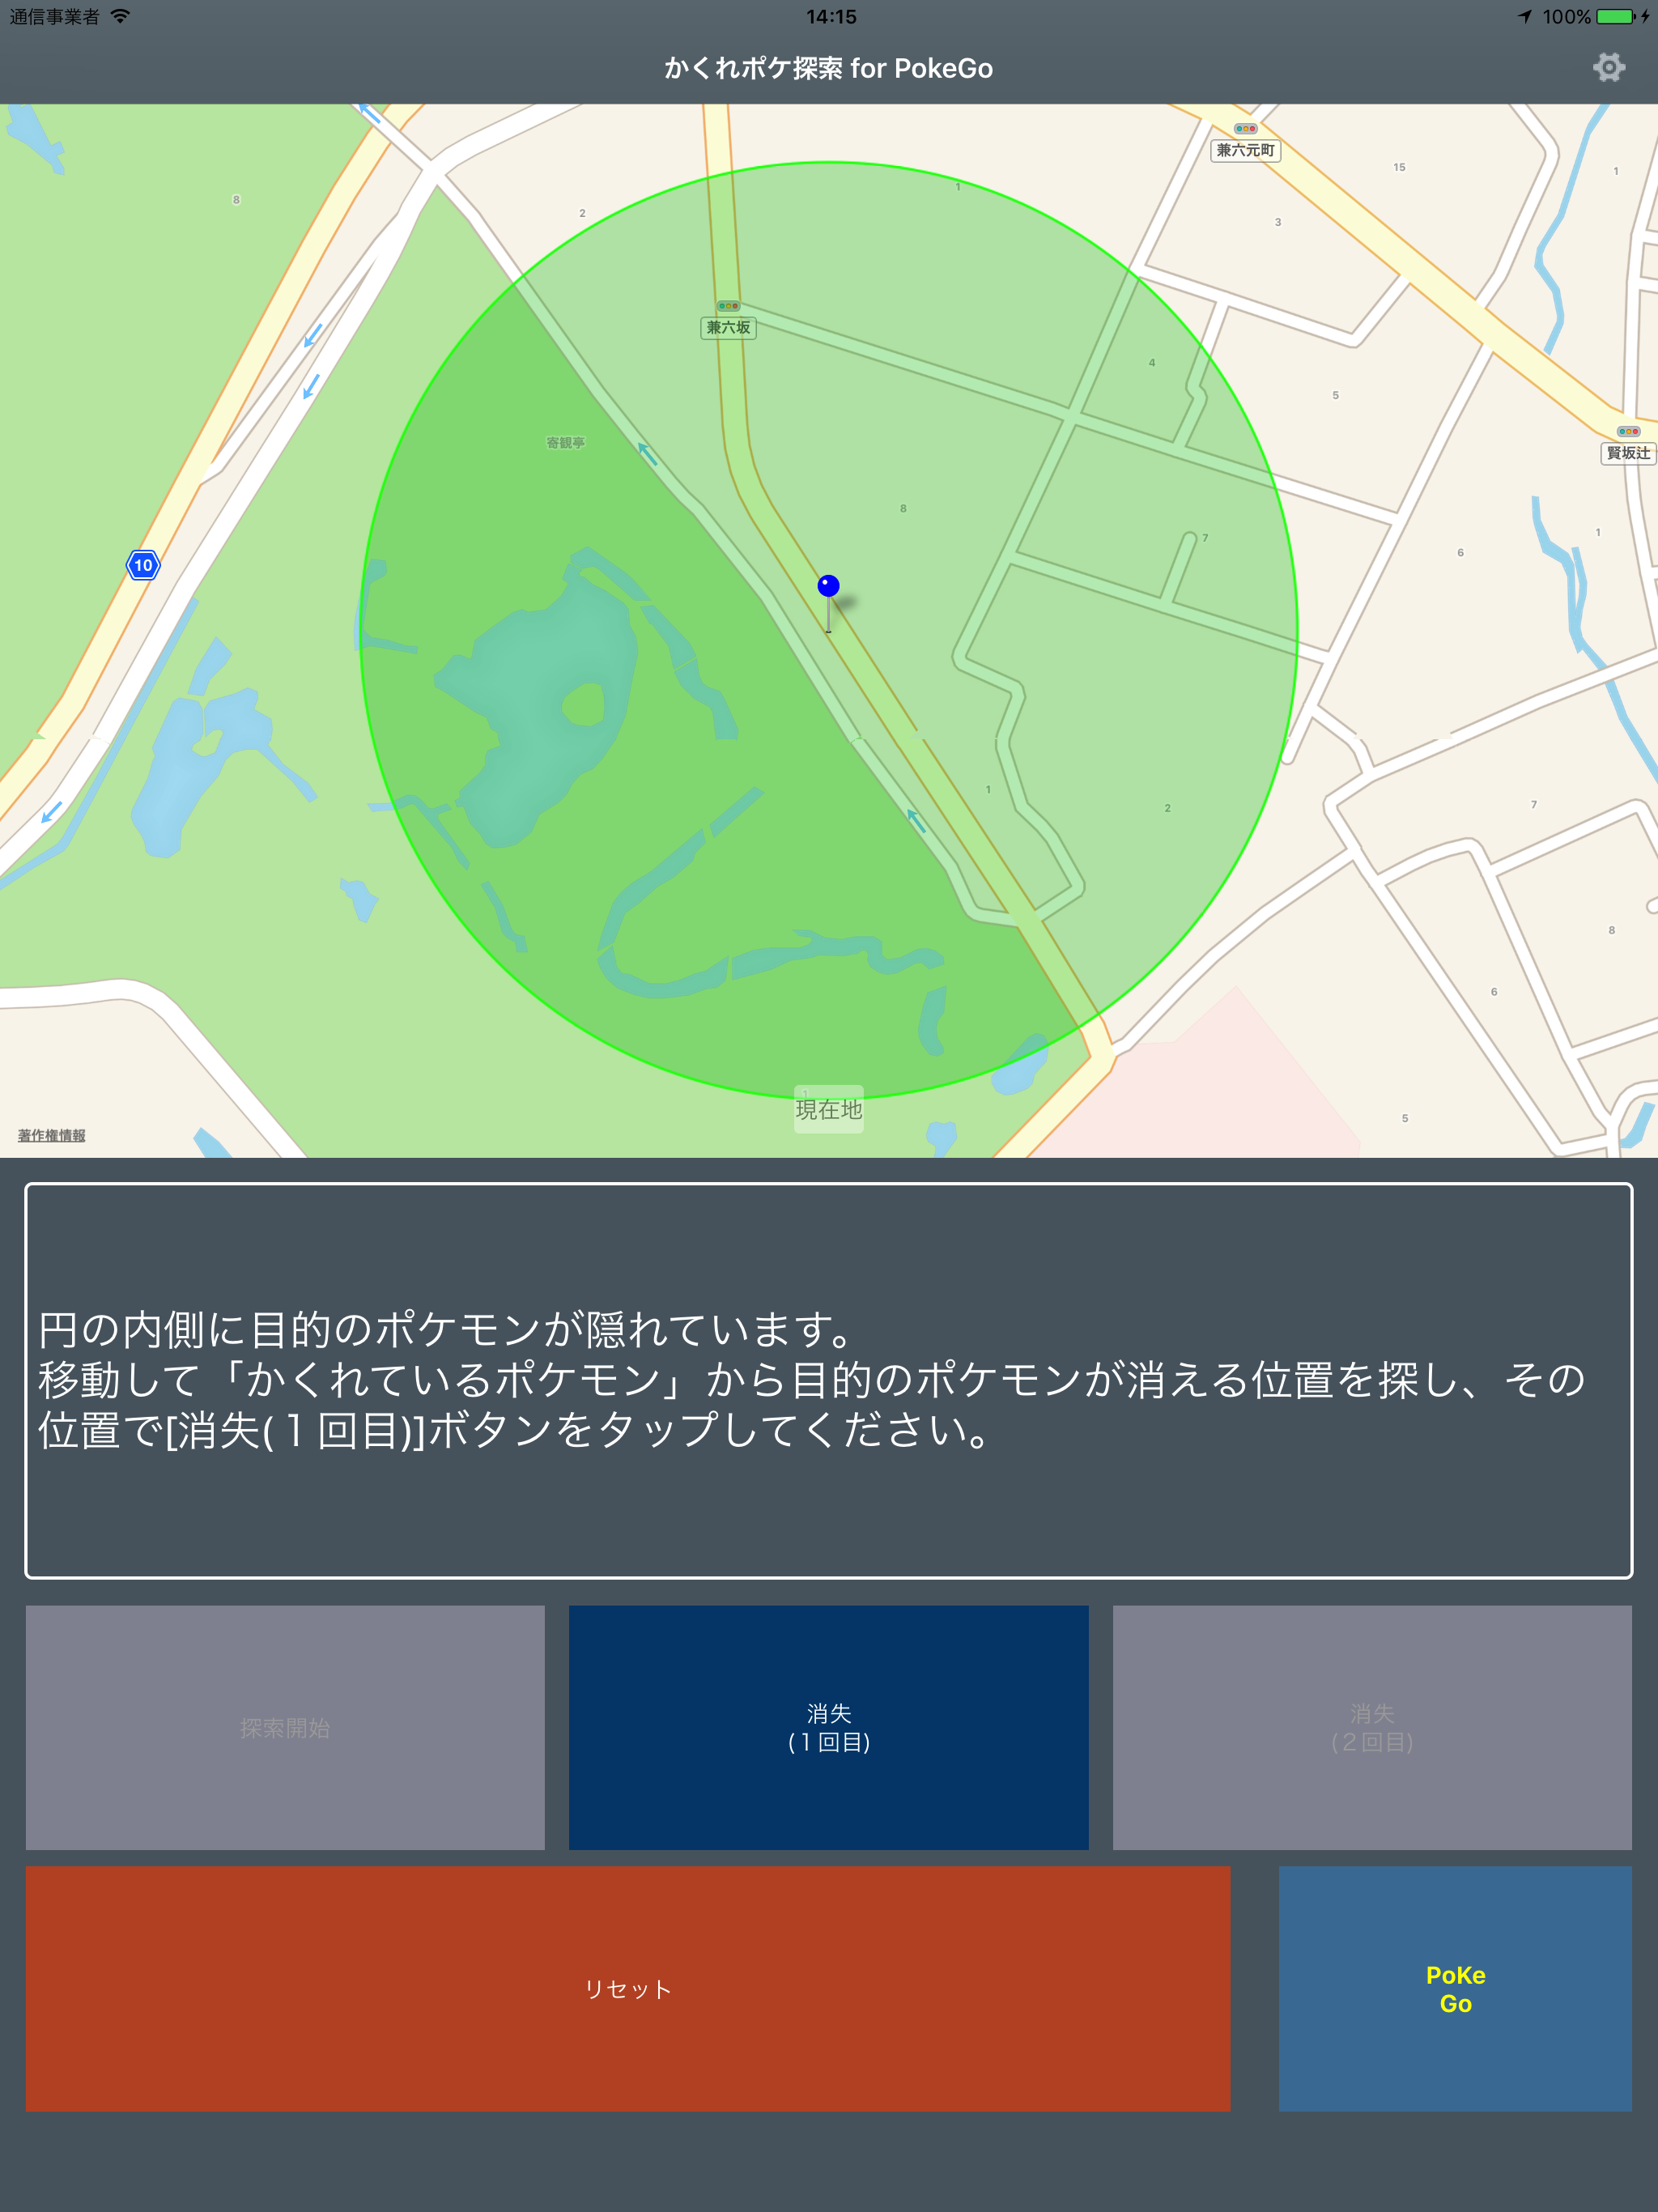 通信事業者 14:15 100%
かくれポケ探索 for PokeGo
兼六元町
15
1
8
1
2
3
兼六坂
4
5
寄観亭
賢坂辻
8
1
7
6
10
1
2
7
8
6
1
現在地
5
著作権情報
円の内側に目的のポケモンが隠れています。
移動して「かくれているポケモン」から目的のポケモンが消える位置を探し、その
位置で[消失(１回目)]ボタンをタップしてください。
探索開始
消失
(１回目)
消失
(２回目)
リセット
PoKe
Go